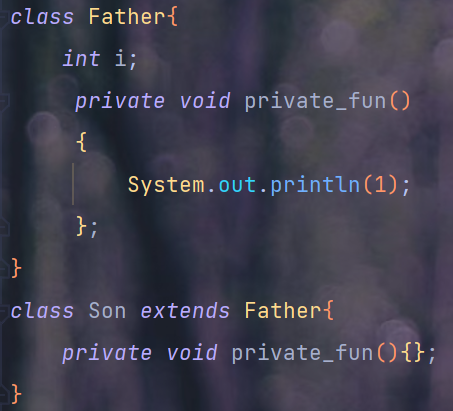 class Father{
    int i;
     private void private_fun()
     {
         System.out.println(1);
     };
}
class Son extends Father{
    private void private_fun(){};
}